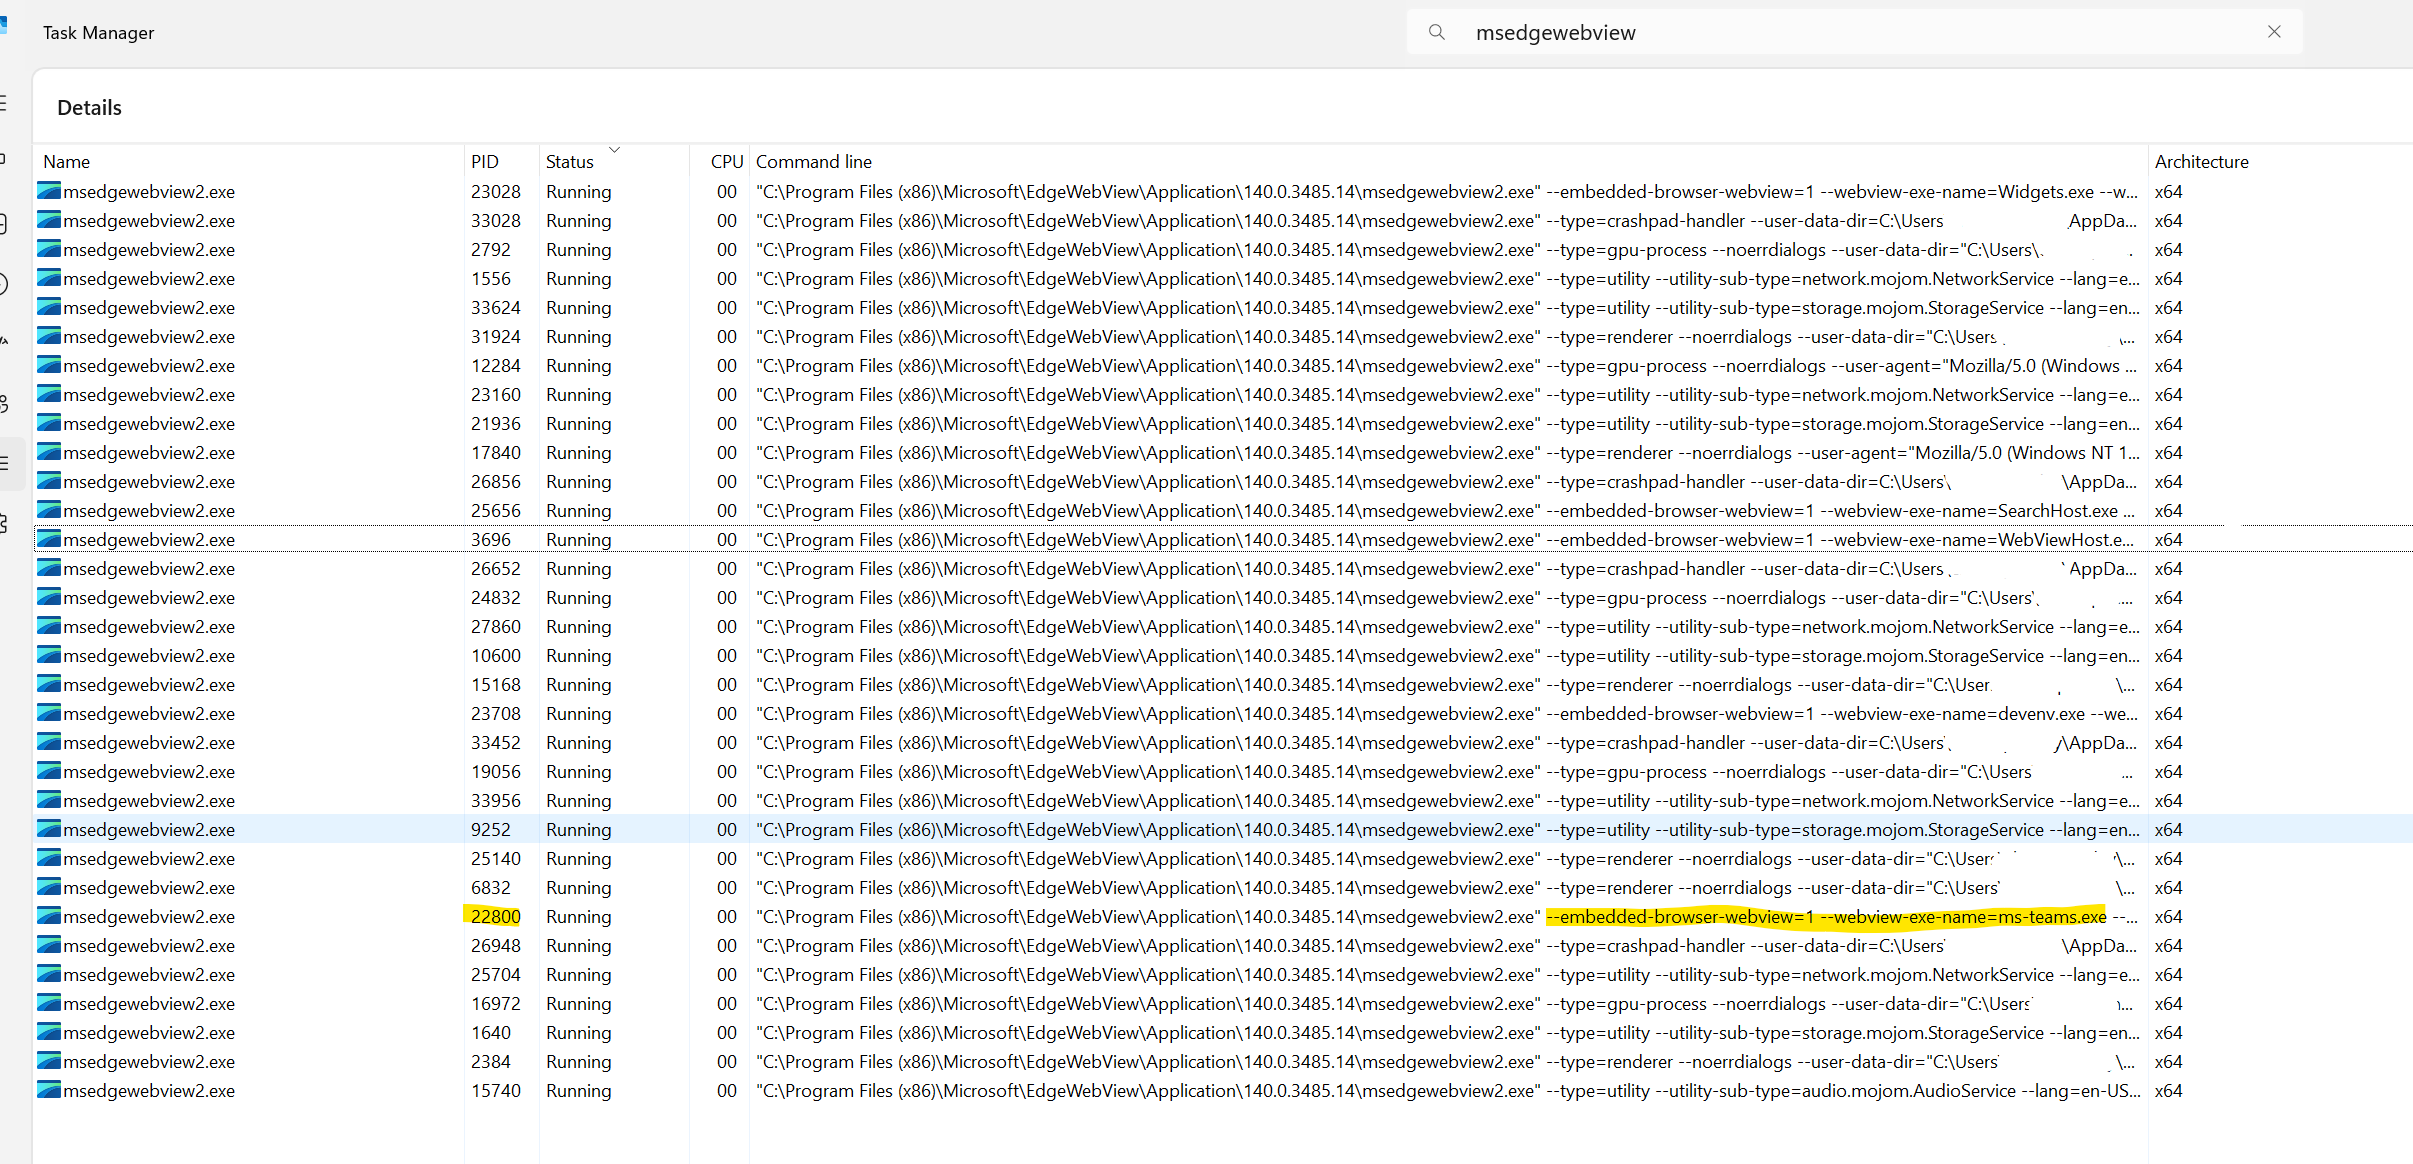 Task Manager
msedgewebview
Details
Name PID Status CPU Command line Architecture
msedgewebview2.exe 23028 Running 00 "C:\Program Files (x86)\Microsoft\EdgeWebView\Application\140.0.3485.14\msedgewebview2.exe" --embedded-browser-webview=1 --webview-exe-name=Widgets.exe --w... x64
msedgewebview2.exe 33028 Running 00 "C:\Program Files (x86)\Microsoft\EdgeWebView\Application\140.0.3485.14\msedgewebview2.exe" --type=crashpad-handler --user-data-dir=C:\Users AppDa... x64
msedgewebview2.exe 2792 Running 00 "C:\Program Files (x86)\Microsoft\EdgeWebView\Application\140.0.3485.14\msedgewebview2.exe" --type=gpu-process --noerrdialogs --user-data-dir="C:\Users\ x64
msedgewebview2.exe 1556 Running 00 "C:\Program Files (x86)\Microsoft\EdgeWebView\Application\140.0.3485.14\msedgewebview2.exe" --type=utility --utility-sub-type=network.mojom.NetworkService --lang=e... x64
msedgewebview2.exe 33624 Running 00 "C:\Program Files (x86)\Microsoft\EdgeWebView\Application\140.0.3485.14\msedgewebview2.exe" --type=utility --utility-sub-type=storage.mojom.StorageService --lang=en... x64
msedgewebview2.exe 31924 Running 00 "C:\Program Files (x86)\Microsoft\EdgeWebView\Application\140.0.3485.14\msedgewebview2.exe" --type=renderer --noerrdialogs --user-data-dir="C:\Users \... x64
msedgewebview2.exe 12284 Running 00 "C:\Program Files (x86)\Microsoft\EdgeWebView\Application\140.0.3485.14\msedgewebview2.exe" --type=gpu-process --noerrdialogs --user-agent="Mozilla/5.0 (Windows ... x64
msedgewebview2.exe 23160 Running 00 "C:\Program Files (x86)\Microsoft\EdgeWebView\Application\140.0.3485.14\msedgewebview2.exe" --type=utility --utility-sub-type=network.mojom.NetworkService --lang=e... x64
msedgewebview2.exe 21936 Running 00 "C:\Program Files (x86)\Microsoft\EdgeWebView\Application\140.0.3485.14\msedgewebview2.exe" --type=utility --utility-sub-type=storage.mojom.StorageService --lang=en... x64
msedgewebview2.exe 17840 Running 00 "C:\Program Files (x86)\Microsoft\EdgeWebView\Application\140.0.3485.14\msedgewebview2.exe" --type=renderer --noerrdialogs --user-agent="Mozilla/5.0 (Windows NT 1... x64
msedgewebview2.exe 26856 Running 00 "C:\Program Files (x86)\Microsoft\EdgeWebView\Application\140.0.3485.14\msedgewebview2.exe" --type=crashpad-handler --user-data-dir=C:\Users\ \AppDa... x64
msedgewebview2.exe 25656 Running 00 "C:\Program Files (x86)\Microsoft\EdgeWebView\Application\140.0.3485.14\msedgewebview2.exe" --embedded-browser-webview=1 --webview-exe-name=SearchHost.exe ... x64
msedgewebview2.exe 3696 Running 00 "C:\Program Files (x86)\Microsoft\EdgeWebView\Application\140.0.3485.14\msedgewebview2.exe" --embedded-browser-webview=1 --webview-exe-name=WebViewHost.e... x64
msedgewebview2.exe 26652 Running 00 "C:\Program Files (x86)\Microsoft\EdgeWebView\Application\140.0.3485.14\msedgewebview2.exe" --type=crashpad-handler --user-data-dir=C:\Users AppDa... x64
msedgewebview2.exe 24832 Running 00 "C:\Program Files (x86)\Microsoft\EdgeWebView\Application\140.0.3485.14\msedgewebview2.exe" --type=gpu-process --noerrdialogs --user-data-dir="C:\Users\ ... x64
msedgewebview2.exe 27860 Running 00 "C:\Program Files (x86)\Microsoft\EdgeWebView\Application\140.0.3485.14\msedgewebview2.exe" --type=utility --utility-sub-type=network.mojom.NetworkService --lang=e... x64
msedgewebview2.exe 10600 Running 00 "C:\Program Files (x86)\Microsoft\EdgeWebView\Application\140.0.3485.14\msedgewebview2.exe" --type=utility --utility-sub-type=storage.mojom.StorageService --lang=en... x64
msedgewebview2.exe 15168 Running 00 "C:\Program Files (x86)\Microsoft\EdgeWebView\Application\140.0.3485.14\msedgewebview2.exe" --type=renderer --noerrdialogs --user-data-dir="C:\User \... x64
msedgewebview2.exe 23708 Running 00 "C:\Program Files (x86)\Microsoft\EdgeWebView\Application\140.0.3485.14\msedgewebview2.exe" --embedded-browser-webview=1 --webview-exe-name=devenv.exe --we... x64
msedgewebview2.exe 33452 Running 00 "C:\Program Files (x86)\Microsoft\EdgeWebView\Application\140.0.3485.14\msedgewebview2.exe" --type=crashpad-handler --user-data-dir=C:\Users \AppDa... x64
msedgewebview2.exe 19056 Running 00 "C:\Program Files (x86)\Microsoft\EdgeWebView\Application\140.0.3485.14\msedgewebview2.exe" --type=gpu-process --noerrdialogs --user-data-dir="C:\Users ... x64
msedgewebview2.exe 33956 Running 00 "C:\Program Files (x86)\Microsoft\EdgeWebView\Application\140.0.3485.14\msedgewebview2.exe" --type=utility --utility-sub-type=network.mojom.NetworkService --lang=e... x64
msedgewebview2.exe 9252 Running 00 "C:\Program Files (x86)\Microsoft\EdgeWebView\Application\140.0.3485.14\msedgewebview2.exe" --type=utility --utility-sub-type=storage.mojom.StorageService --lang=en... x64
msedgewebview2.exe 25140 Running 00 "C:\Program Files (x86)\Microsoft\EdgeWebView\Application\140.0.3485.14\msedgewebview2.exe" --type=renderer --noerrdialogs --user-data-dir="C:\Users \... x64
msedgewebview2.exe 6832 Running 00 "C:\Program Files (x86)\Microsoft\EdgeWebView\Application\140.0.3485.14\msedgewebview2.exe" --type=renderer --noerrdialogs --user-data-dir="C:\Users \... x64
msedgewebview2.exe 22800 Running 00 "C:\Program Files (x86)\Microsoft\EdgeWebView\Application\140.0.3485.14\msedgewebview2.exe" --embedded-browser-webview=1 --webview-exe-name=ms-teams.exe --... x64
msedgewebview2.exe 26948 Running 00 "C:\Program Files (x86)\Microsoft\EdgeWebView\Application\140.0.3485.14\msedgewebview2.exe" --type=crashpad-handler --user-data-dir=C:\Users \AppDa... x64
msedgewebview2.exe 25704 Running 00 "C:\Program Files (x86)\Microsoft\EdgeWebView\Application\140.0.3485.14\msedgewebview2.exe" --type=utility --utility-sub-type=network.mojom.NetworkService --lang=e... x64
msedgewebview2.exe 16972 Running 00 "C:\Program Files (x86)\Microsoft\EdgeWebView\Application\140.0.3485.14\msedgewebview2.exe" --type=gpu-process --noerrdialogs --user-data-dir="C:\Users ... x64
msedgewebview2.exe 1640 Running 00 "C:\Program Files (x86)\Microsoft\EdgeWebView\Application\140.0.3485.14\msedgewebview2.exe" --type=utility --utility-sub-type=storage.mojom.StorageService --lang=en... x64
msedgewebview2.exe 2384 Running 00 "C:\Program Files (x86)\Microsoft\EdgeWebView\Application\140.0.3485.14\msedgewebview2.exe" --type=renderer --noerrdialogs --user-data-dir="C:\Users \... x64
msedgewebview2.exe 15740 Running 00 "C:\Program Files (x86)\Microsoft\EdgeWebView\Application\140.0.3485.14\msedgewebview2.exe" --type=utility --utility-sub-type=audio.mojom.AudioService --lang=en-US... x64